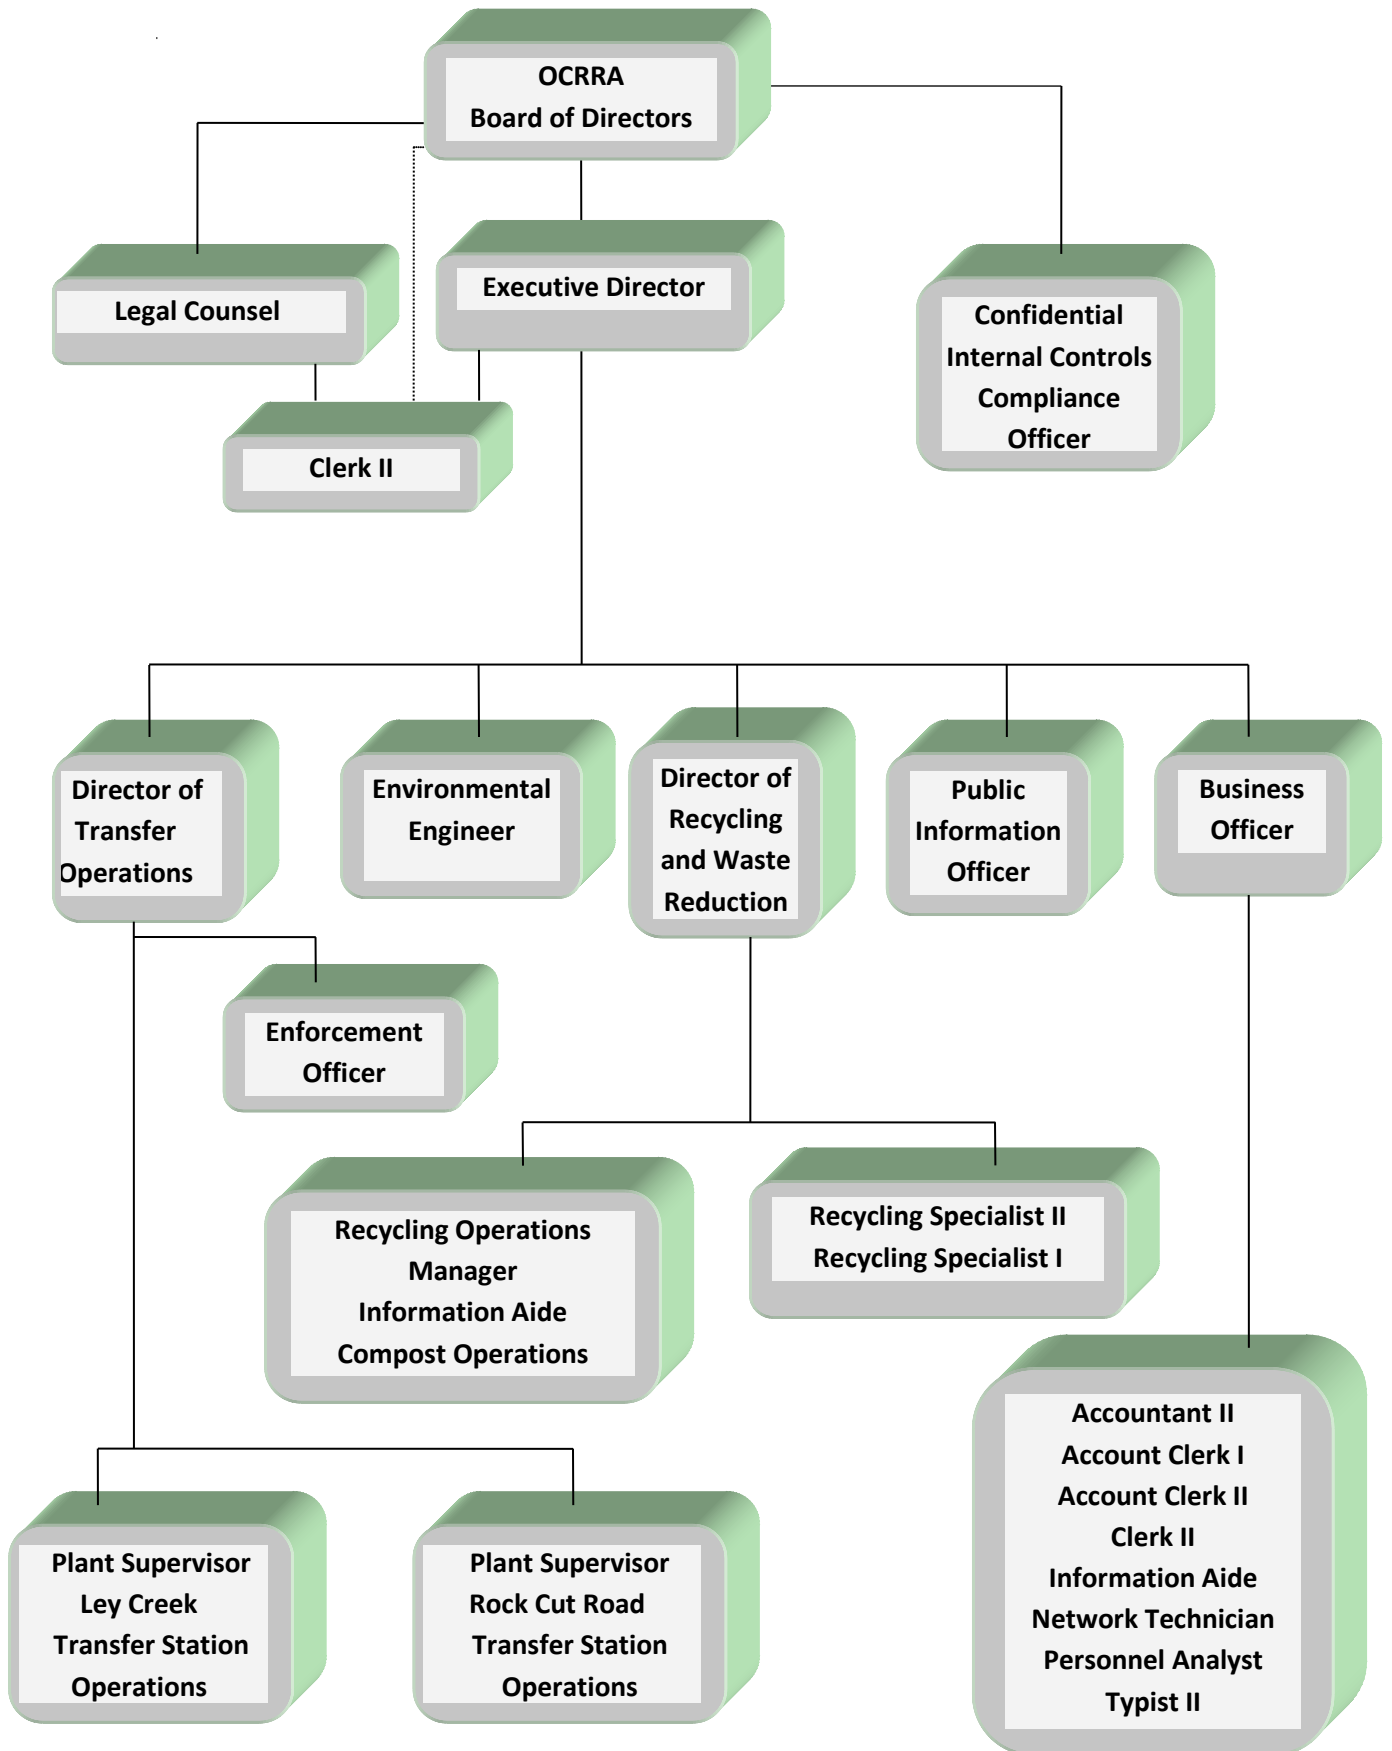 OCRRA
Board of Directors
Legal Counsel
Executive Director
Confidential
Internal Controls
Compliance
Officer
Clerk II
Director of
Transfer
Operations
Environmental
Engineer
Director of
Recycling
and Waste
Reduction
Public
Information
Officer
Business
Officer
Enforcement
Officer
Recycling Operations
Manager
Information Aide
Compost Operations
Recycling Specialist II
Recycling Specialist I
Accountant II
Account Clerk I
Account Clerk II
Clerk II
Information Aide
Network Technician
Personnel Analyst
Typist II
Plant Supervisor
Ley Creek
Transfer Station
Operations
Plant Supervisor
Rock Cut Road
Transfer Station
Operations